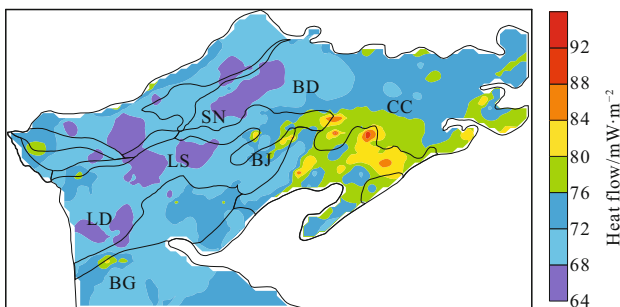 BD
CC
SN
LS
BJ
LD
BG
92
88
84
80
76
72
68
64
Heat flow/mW·m⁻²